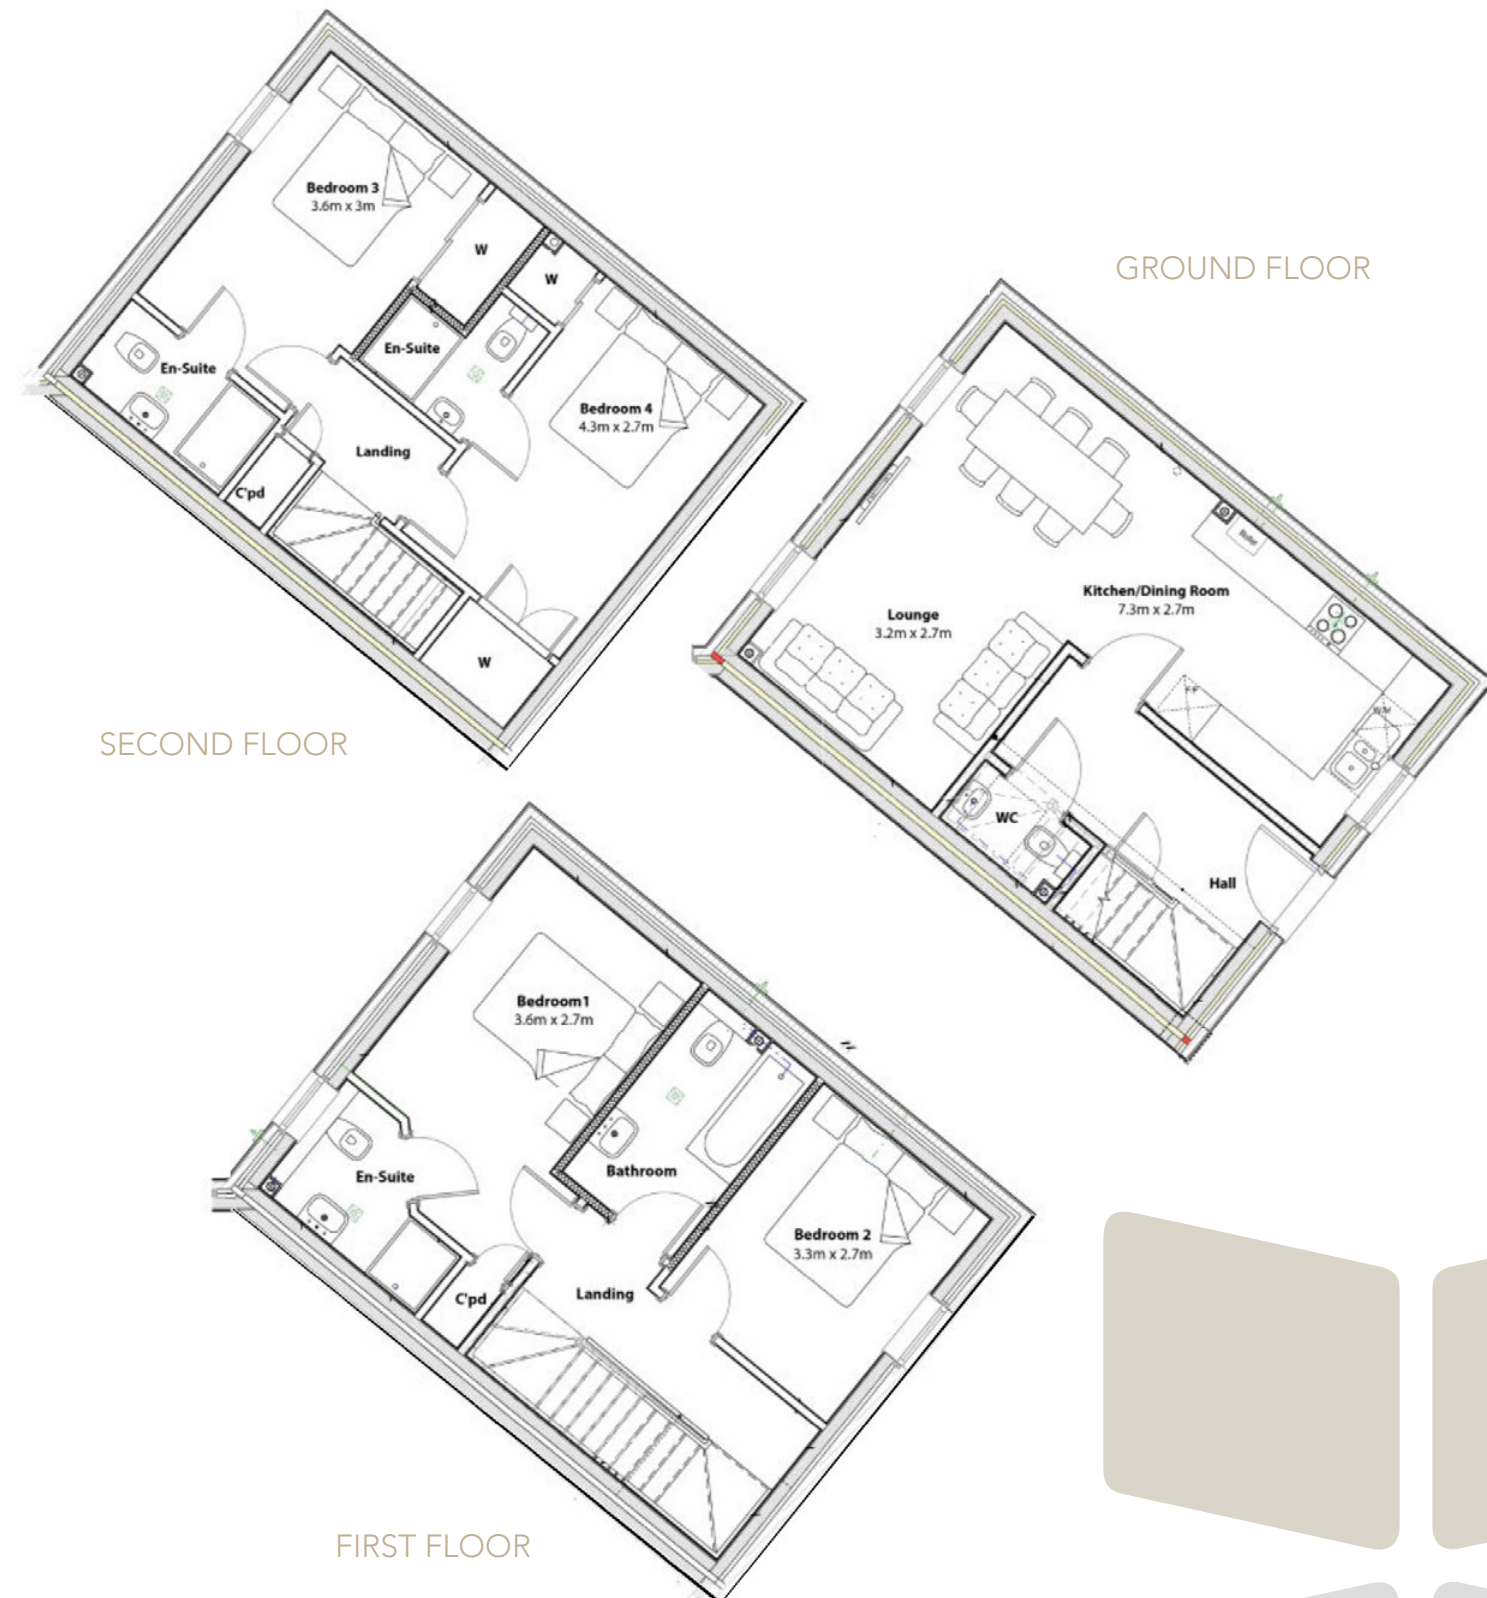 Bedroom 3
3.6m x 3m
W
W
En-Suite
En-Suite
Bedroom 4
4.3m x 2.7m
Landing
C'pd
W
SECOND FLOOR
GROUND FLOOR
Kitchen/Dining Room
7.3m x 2.7m
Lounge
3.2m x 2.7m
F/F
WM
WC
Hall
Bedroom1
3.6m x 2.7m
En-Suite
Bathroom
Bedroom 2
3.3m x 2.7m
Landing
C'pd
FIRST FLOOR